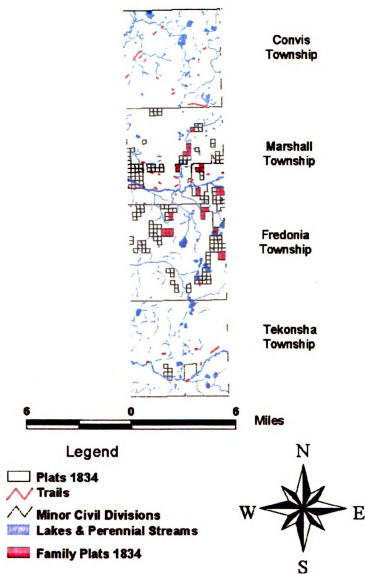 Convis
Township
Marshall
Township
Fredonia
Township
Tekonsha
Township
6 0 6
Miles
Legend
Plats 1834
Trails
Minor Civil Divisions
Lakes & Perennial Streams
Family Plats 1834
N
W E
S